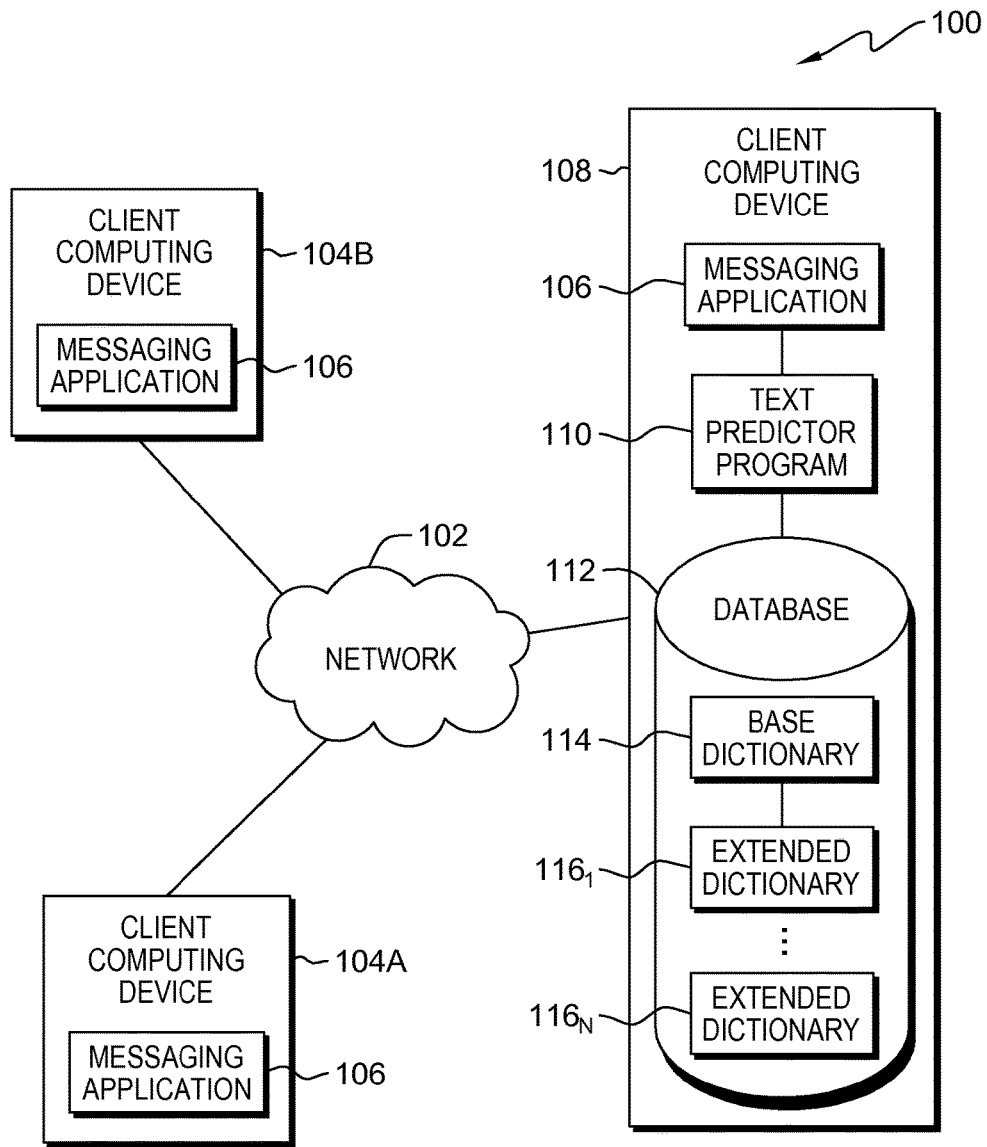 100
CLIENT
COMPUTING
DEVICE
108
MESSAGING
APPLICATION
106
TEXT
PREDICTOR
PROGRAM
110
DATABASE
112
BASE
DICTIONARY
114
EXTENDED
DICTIONARY
116₁
⋮
EXTENDED
DICTIONARY
116ₙ
CLIENT
COMPUTING
DEVICE
104B
MESSAGING
APPLICATION
106
102
NETWORK
CLIENT
COMPUTING
DEVICE
104A
MESSAGING
APPLICATION
106